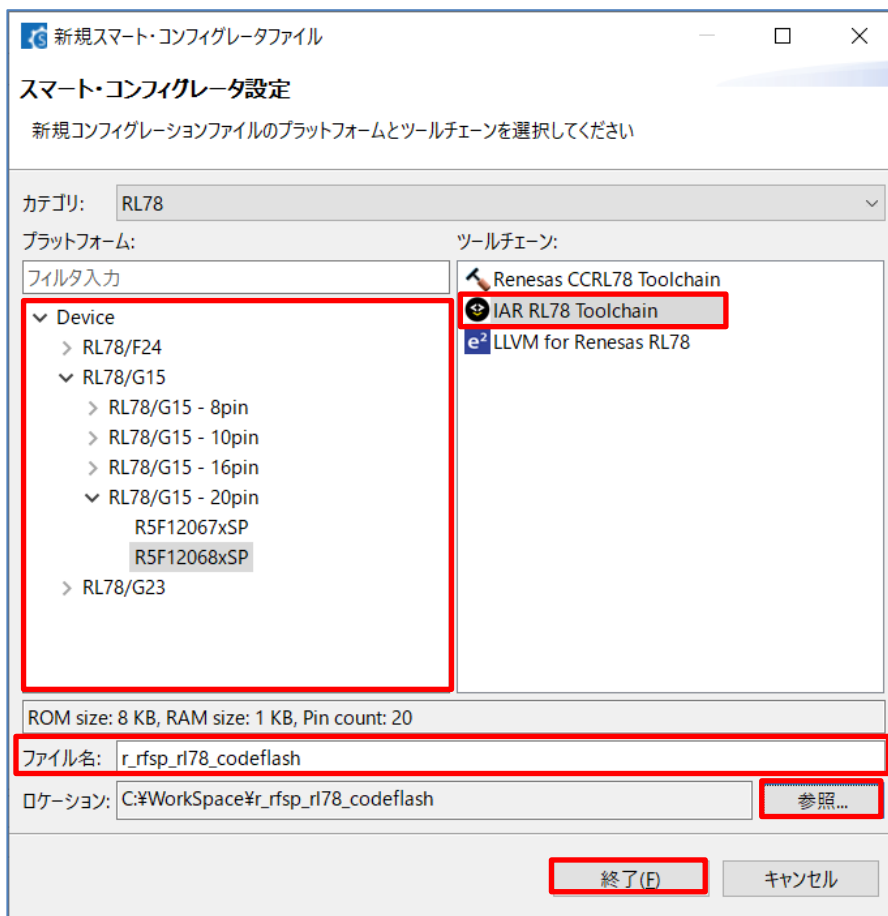 新規スマート・コンフィグレータファイル
スマート・コンフィグレータ設定
新規コンフィグレーションファイルのプラットフォームとツールチェーンを選択してください
カテゴリ: RL78
プラットフォーム:
フィルタ入力
Device
RL78/F24
RL78/G15
RL78/G15 - 8pin
RL78/G15 - 10pin
RL78/G15 - 16pin
RL78/G15 - 20pin
R5F12067xSP
R5F12068xSP
RL78/G23
ツールチェーン:
Renesas CCRL78 Toolchain
IAR RL78 Toolchain
e² LLVM for Renesas RL78
ROM size: 8 KB, RAM size: 1 KB, Pin count: 20
ファイル名: r_rfsp_rl78_codeflash
ロケーション: C:¥WorkSpace¥r_rfsp_rl78_codeflash 参照...
終了(F) キャンセル